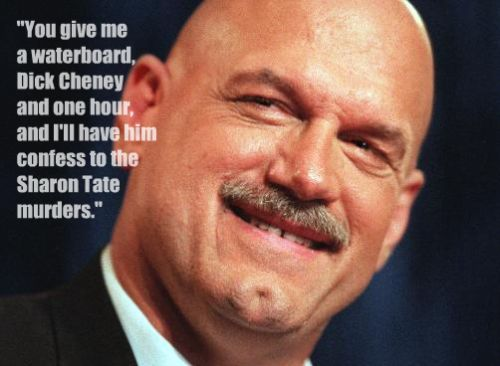 "You give me
a waterboard,
Dick Cheney
and one hour,
and I'll have him
confess to the
Sharon Tate
murders."